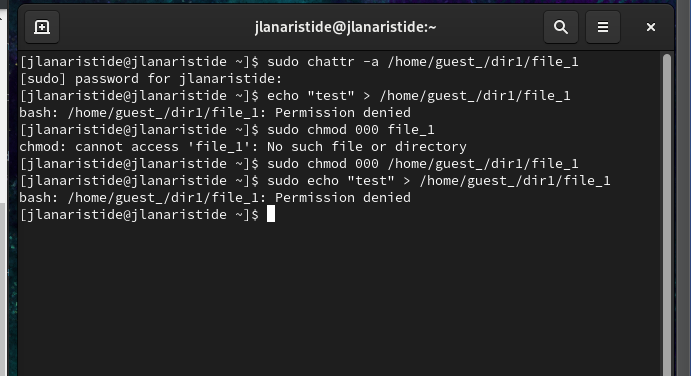 jlanaristide@jlanaristide:~
[jlanaristide@jlanaristide ~]$ sudo chattr -a /home/guest_/dir1/file_1
[sudo] password for jlanaristide:
[jlanaristide@jlanaristide ~]$ echo "test" > /home/guest_/dir1/file_1
bash: /home/guest_/dir1/file_1: Permission denied
[jlanaristide@jlanaristide ~]$ sudo chmod 000 file_1
chmod: cannot access 'file_1': No such file or directory
[jlanaristide@jlanaristide ~]$ sudo chmod 000 /home/guest_/dir1/file_1
[jlanaristide@jlanaristide ~]$ sudo echo "test" > /home/guest_/dir1/file_1
bash: /home/guest_/dir1/file_1: Permission denied
[jlanaristide@jlanaristide ~]$